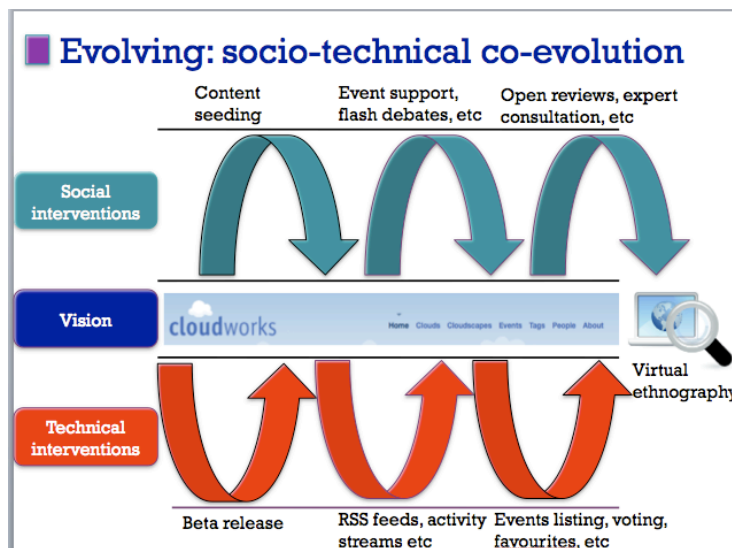 Evolving: socio-technical co-evolution
Content
seeding
Event support,
flash debates, etc
Open reviews, expert
consultation, etc
Social
interventions
Vision
cloudworks
Home Clouds Cloudscapes Events Tags People About
Virtual
ethnography
Technical
interventions
Beta release
RSS feeds, activity
streams etc
Events listing, voting,
favourites, etc